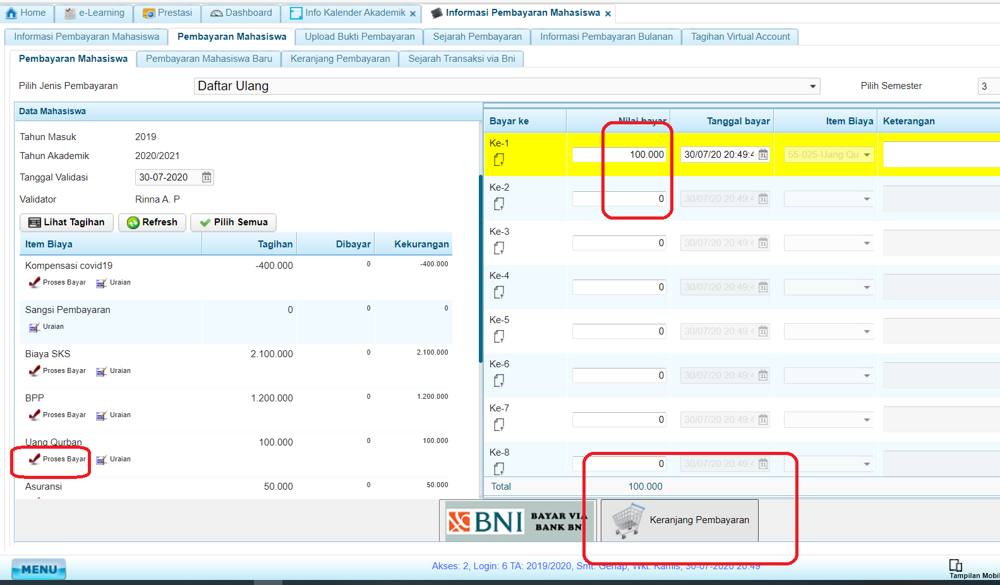 Home e-Learning Prestasi Dashboard Info Kalender Akademik Informasi Pembayaran Mahasiswa
Informasi Pembayaran Mahasiswa Pembayaran Mahasiswa Upload Bukti Pembayaran Sejarah Pembayaran Informasi Pembayaran Bulanan Tagihan Virtual Account
Pembayaran Mahasiswa Pembayaran Mahasiswa Baru Keranjang Pembayaran Sejarah Transaksi via Bni
Pilih Jenis Pembayaran Daftar Ulang Pilih Semester 3
Data Mahasiswa
Tahun Masuk 2019
Tahun Akademik 2020/2021
Tanggal Validasi 30-07-2020
Validator Rinna A. P
Lihat Tagihan Refresh Pilih Semua
Item Biaya Tagihan Dibayar Kekurangan
Kompensasi covid19 -400.000 0 -400.000
Proses Bayar Uraian
Sangsi Pembayaran 0 0 0
Uraian
Biaya SKS 2.100.000 0 2.100.000
Proses Bayar Uraian
BPP 1.200.000 0 1.200.000
Proses Bayar Uraian
Uang Qurban 100.000 0 100.000
Proses Bayar Uraian
Asuransi 50.000 0 50.000
Bayar ke Nilai bayar Tanggal bayar Item Biaya Keterangan
Ke-1 100.000 30/07/20 20:49:4 55-025-Uang Qu
Ke-2 0 30/07/20 20:49:4
Ke-3 0 30/07/20 20:49:4
Ke-4 0 30/07/20 20:49:4
Ke-5 0 30/07/20 20:49:4
Ke-6 0 30/07/20 20:49:4
Ke-7 0 30/07/20 20:49:4
Ke-8 0 30/07/20 20:49:4
Total 100.000
BNI BAYAR VIA
BANK BN
Keranjang Pembayaran
MENU
Akses: 2, Login: 6 TA: 2019/2020, Smt: Genap, Wkt: Kamis, 30-07-2020 20:49
Tampilan Mobil